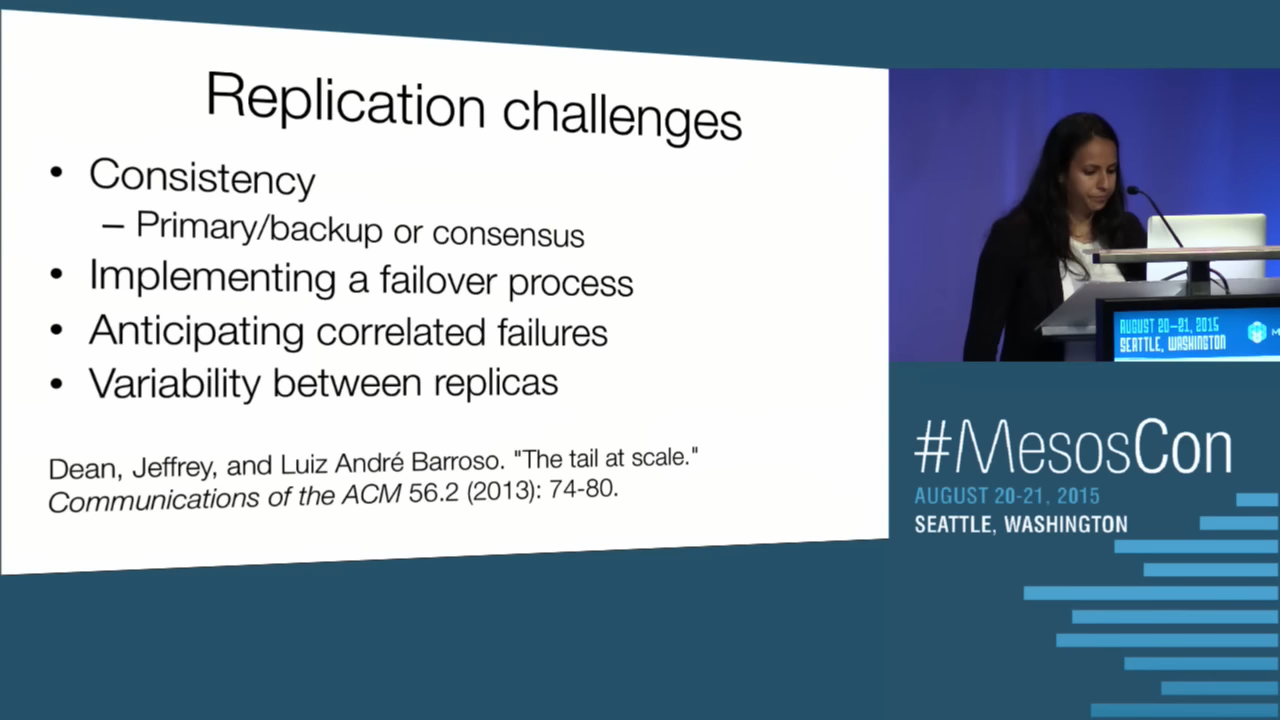 Replication challenges
• Consistency
– Primary/backup or consensus
• Implementing a failover process
• Anticipating correlated failures
• Variability between replicas
Dean, Jeffrey, and Luiz André Barroso. "The tail at scale."
Communications of the ACM 56.2 (2013): 74-80.
AUGUST 20–21, 2015
SEATTLE, WASHINGTON
M
#MesosCon
AUGUST 20-21, 2015
SEATTLE, WASHINGTON